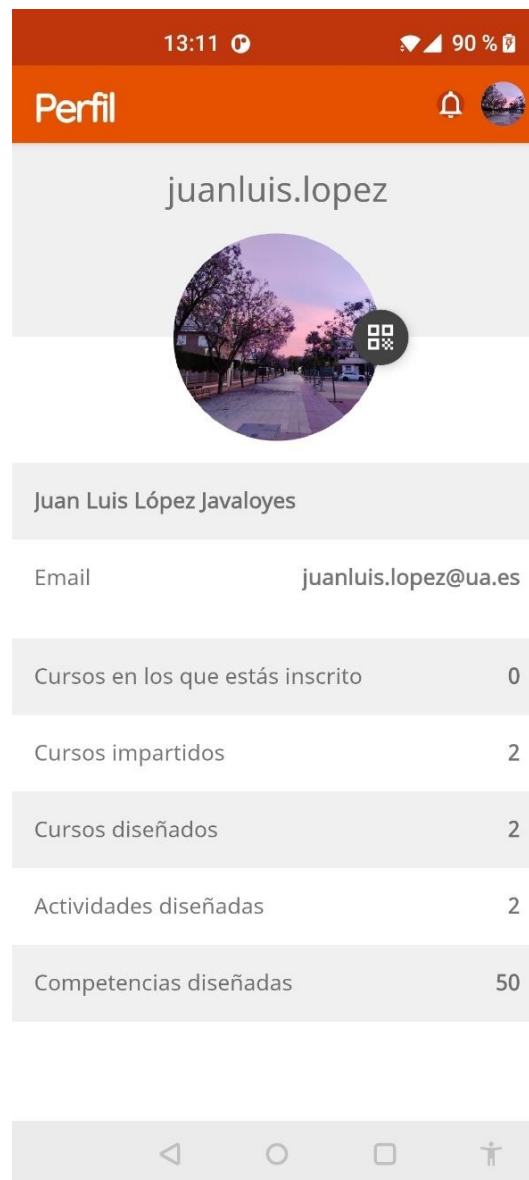 13:11 90 %
Perfil
juanluis.lopez
Juan Luis López Javaloyes
Email juanluis.lopez@ua.es
Cursos en los que estás inscrito 0
Cursos impartidos 2
Cursos diseñados 2
Actividades diseñadas 2
Competencias diseñadas 50